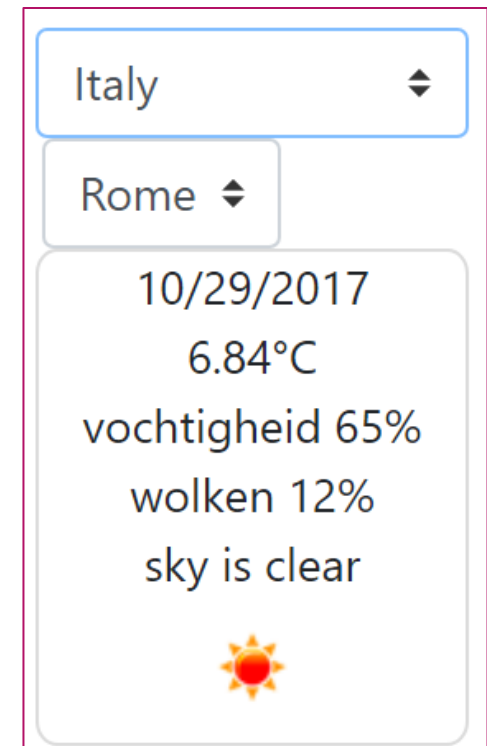 Italy
Rome
10/29/2017
6.84°C
vochtigheid 65%
wolken 12%
sky is clear